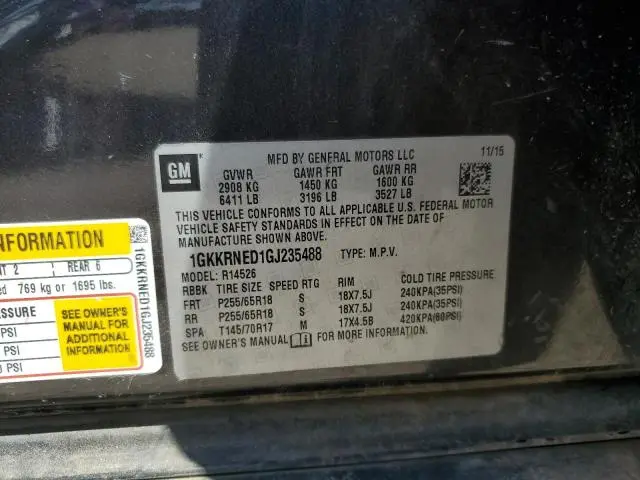 GM
MFD BY GENERAL MOTORS LLC 11/15
GVWR GAWR FRT GAWR RR
2908 KG 1450 KG 1600 KG
6411 LB 3196 LB 3527 LB
THIS VEHICLE CONFORMS TO ALL APPLICABLE U.S. FEDERAL MOTOR
VEHICLE SAFETY STANDARDS IN EFFECT ON THE DATE OF
MANUFACTURE SHOWN ABOVE.
1GKKRNED1GJ235488 TYPE: M.P.V.
MODEL: R14526
RBBK TIRE SIZE SPEED RTG RIM COLD TIRE PRESSURE
FRT P255/65R18 S 18X7.5J 240KPA(35PSI)
RR P255/65R18 S 18X7.5J 240KPA(35PSI)
SPA T145/70R17 M 17X4.5B 420KPA(60PSI)
SEE OWNER'S MANUAL FOR MORE INFORMATION.
INFORMATION
NT 2 REAR 6
ed 769 kg or 1695 lbs.
SSURE
PSI
PSI
PSI
SEE OWNER'S
MANUAL FOR
ADDITIONAL
INFORMATION
1GKKRNED1GJ235488